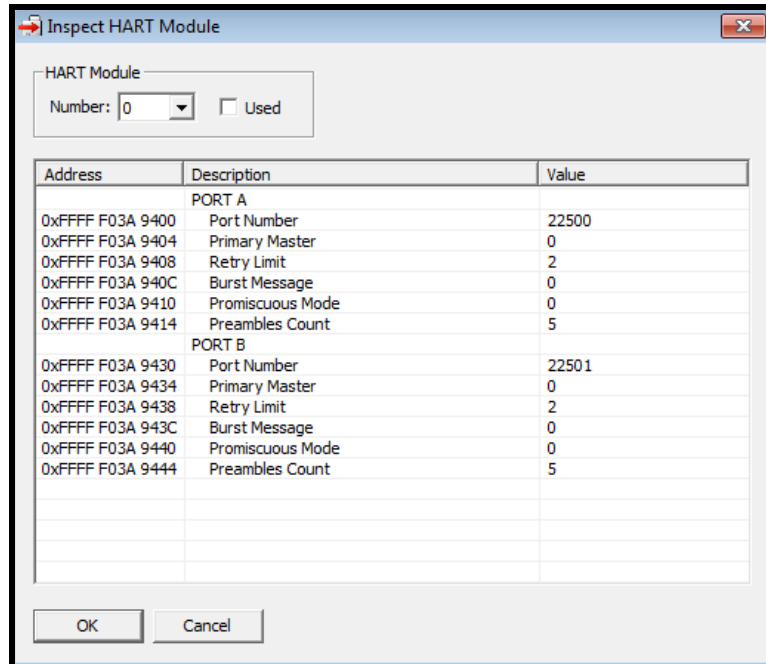 Inspect HART Module
HART Module
Number: 0 Used
Address Description Value
PORT A
0xFFFF F03A 9400 Port Number 22500
0xFFFF F03A 9404 Primary Master 0
0xFFFF F03A 9408 Retry Limit 2
0xFFFF F03A 940C Burst Message 0
0xFFFF F03A 9410 Promiscuous Mode 0
0xFFFF F03A 9414 Preambles Count 5
PORT B
0xFFFF F03A 9430 Port Number 22501
0xFFFF F03A 9434 Primary Master 0
0xFFFF F03A 9438 Retry Limit 2
0xFFFF F03A 943C Burst Message 0
0xFFFF F03A 9440 Promiscuous Mode 0
0xFFFF F03A 9444 Preambles Count 5
OK Cancel